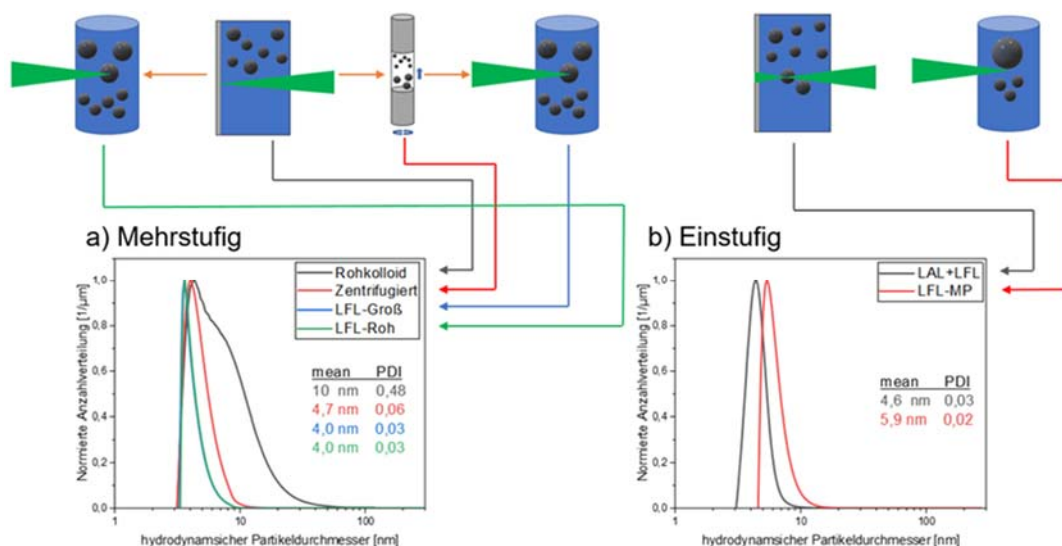 a) Mehrstufig
Normierte Anzahlverteilung [1/µm]
1,0
0,8
0,6
0,4
0,2
0,0
Rohkolloid
Zentrifugiert
LFL-Groß
LFL-Roh
mean PDI
10 nm 0,48
4,7 nm 0,06
4,0 nm 0,03
4,0 nm 0,03
1 10 100
hydrodynamsicher Partikeldurchmesser [nm]
b) Einstufig
Normierte Anzahlverteilung [1/µm]
1,0
0,8
0,6
0,4
0,2
0,0
LAL+LFL
LFL-MP
mean PDI
4,6 nm 0,03
5,9 nm 0,02
1 10 100
hydrodynamsicher Partikeldurchmesser [nm]